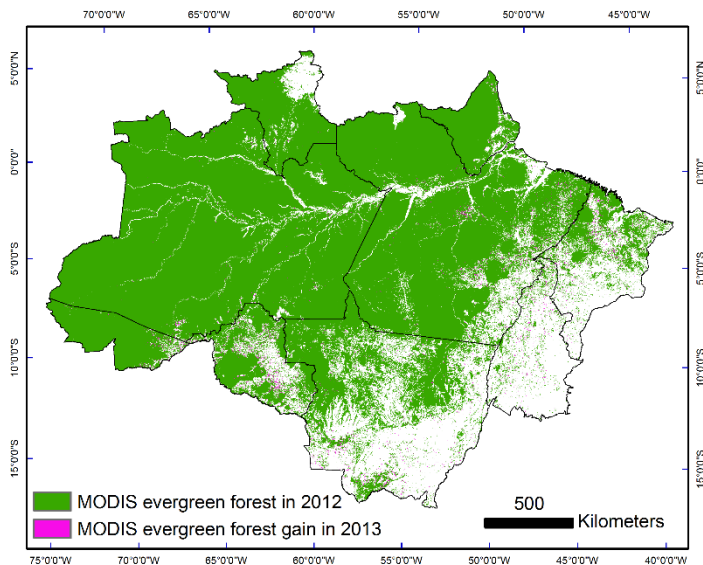 70°0'0"W 65°0'0"W 60°0'0"W 55°0'0"W 50°0'0"W 45°0'0"W
5°0'0"N 5°0'0"N
0°0'0" 0°0'0"
5°0'0"S 5°0'0"S
10°0'0"S 10°0'0"S
15°0'0"S 15°0'0"S
MODIS evergreen forest in 2012
MODIS evergreen forest gain in 2013
500
Kilometers
75°0'0"W 70°0'0"W 65°0'0"W 60°0'0"W 55°0'0"W 50°0'0"W 45°0'0"W 40°0'0"W